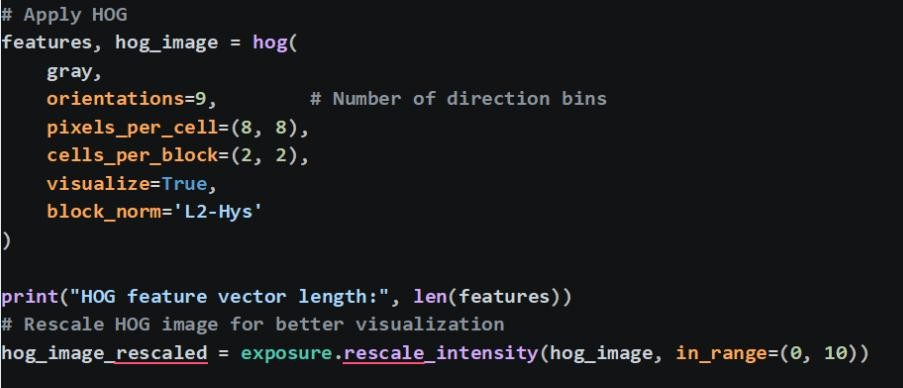 # Apply HOG
features, hog_image = hog(
    gray,
    orientations=9,        # Number of direction bins
    pixels_per_cell=(8, 8),
    cells_per_block=(2, 2),
    visualize=True,
    block_norm='L2-Hys'
)
print("HOG feature vector length:", len(features))
# Rescale HOG image for better visualization
hog_image_rescaled = exposure.rescale_intensity(hog_image, in_range=(0, 10))